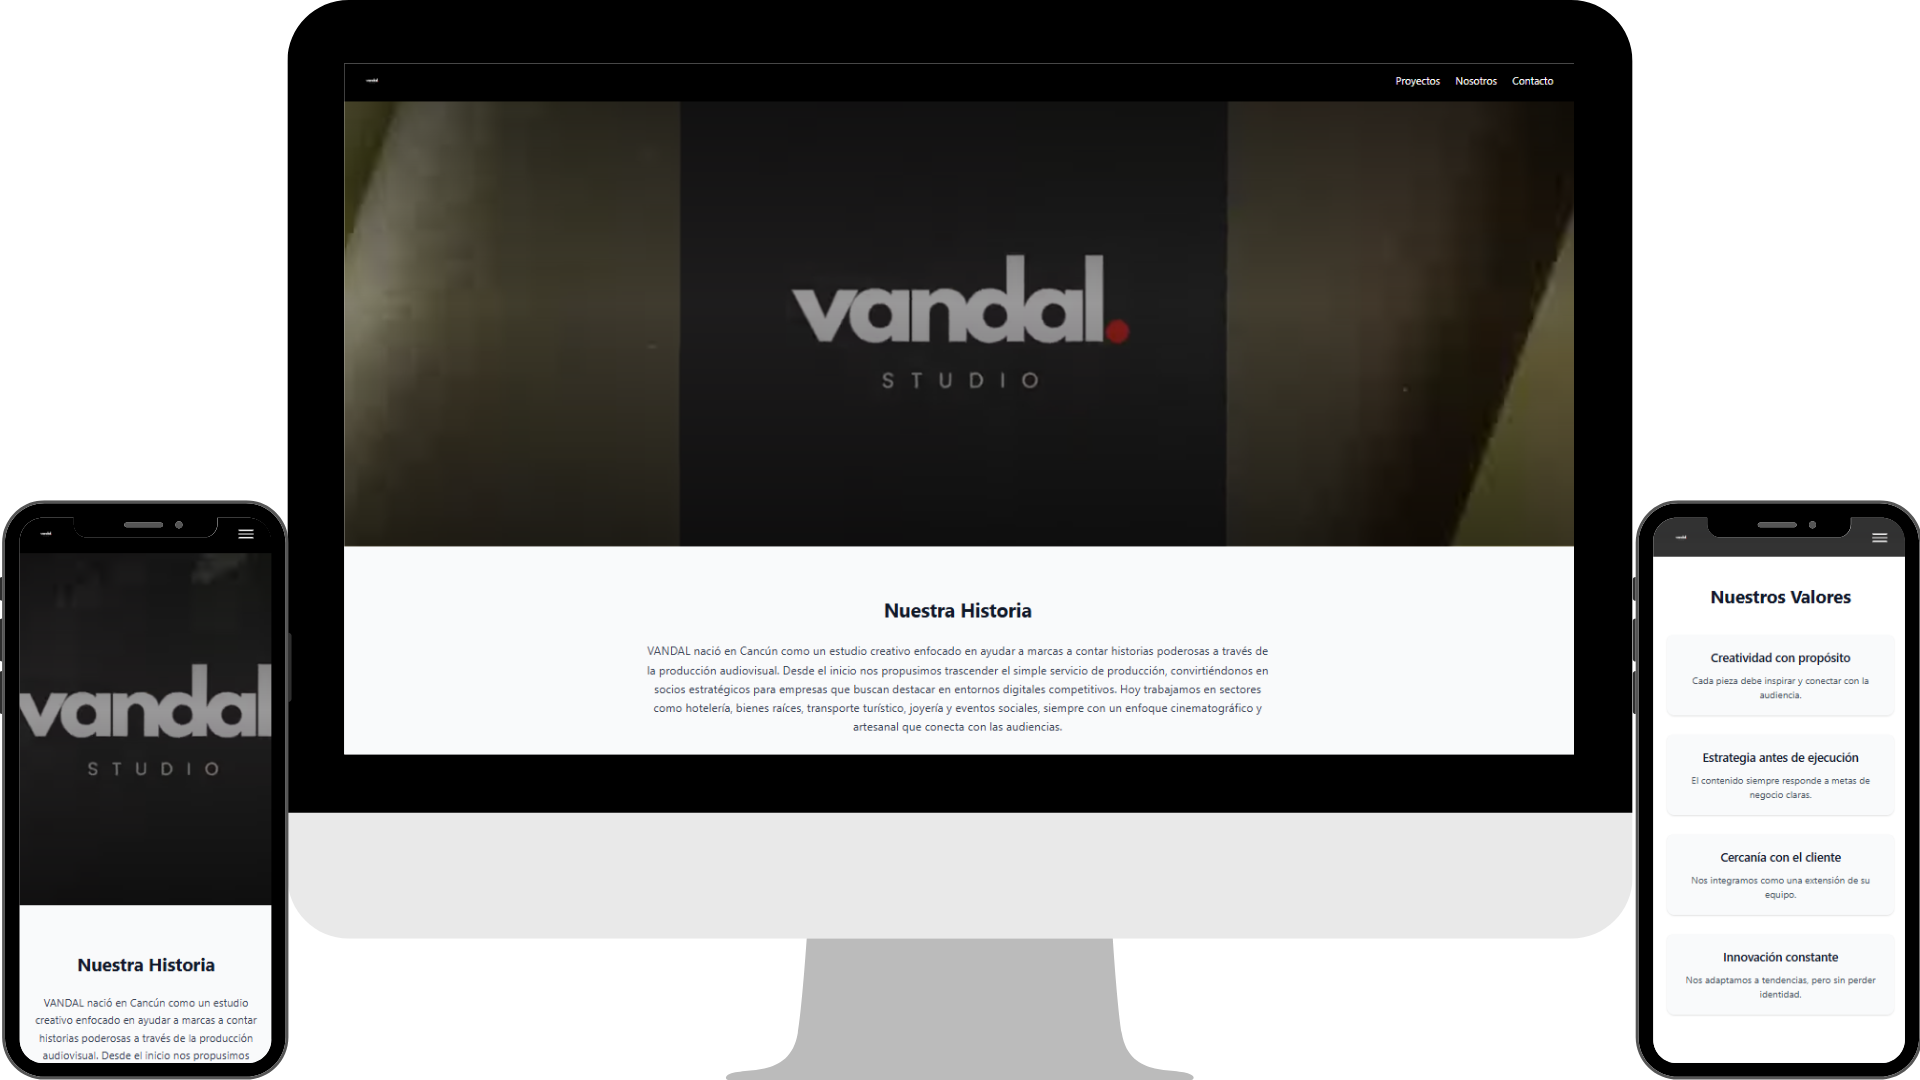 vandal
Proyectos Nosotros Contacto
vandal.
STUDIO
Nuestra Historia
VANDAL nació en Cancún como un estudio creativo enfocado en ayudar a marcas a contar historias poderosas a través de
la producción audiovisual. Desde el inicio nos propusimos trascender el simple servicio de producción, convirtiéndonos en
socios estratégicos para empresas que buscan destacar en entornos digitales competitivos. Hoy trabajamos en sectores
como hotelería, bienes raíces, transporte turístico, joyería y eventos sociales, siempre con un enfoque cinematográfico y
artesanal que conecta con las audiencias.
vandal
vandal
STUDIO
Nuestra Historia
VANDAL nació en Cancún como un estudio
creativo enfocado en ayudar a marcas a contar
historias poderosas a través de la producción
audiovisual. Desde el inicio nos propusimos
vandal
Nuestros Valores
Creatividad con propósito
Cada pieza debe inspirar y conectar con la
audiencia.
Estrategia antes de ejecución
El contenido siempre responde a metas de
negocio claras.
Cercanía con el cliente
Nos integramos como una extensión de su
equipo.
Innovación constante
Nos adaptamos a tendencias, pero sin perder
identidad.